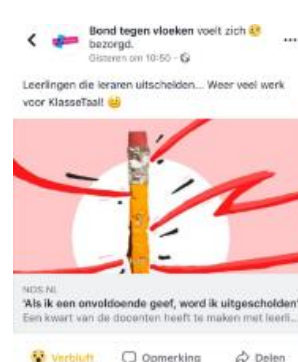 Bond tegen vloeken voelt zich
bezorgd.
Gisteren om 10:50
Leerlingen die leraren uitschelden... Weer veel werk
voor KlasseTaal!
NOS.NL
'Als ik een onvoldoende geef, word ik uitgescholden'
Een kwart van de docenten heeft te maken met leerli...
Verbluft Opmerking Delen